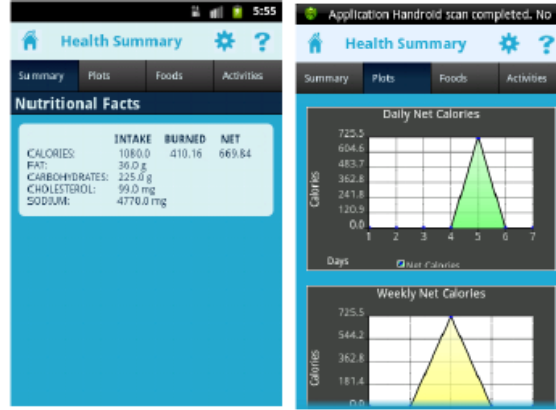 5:55
Health Summary ?
Summary Plots Foods Activities
Nutritional Facts
INTAKE BURNED NET
CALORIES: 1080.0 410.16 669.84
FAT: 36.0 g
CARBOHYDRATES: 225.0 g
CHOLESTEROL: 99.0 mg
SODIUM: 4770.0 mg
Application Handroid scan completed. No
Health Summary ?
Summary Plots Foods Activities
Daily Net Calories
Calories
725.5
604.6
483.7
362.8
241.8
120.9
0.0
1 2 3 4 5 6 7
Days
Net Calories
Weekly Net Calories
Calories
725.5
544.2
362.8
181.4
0.0